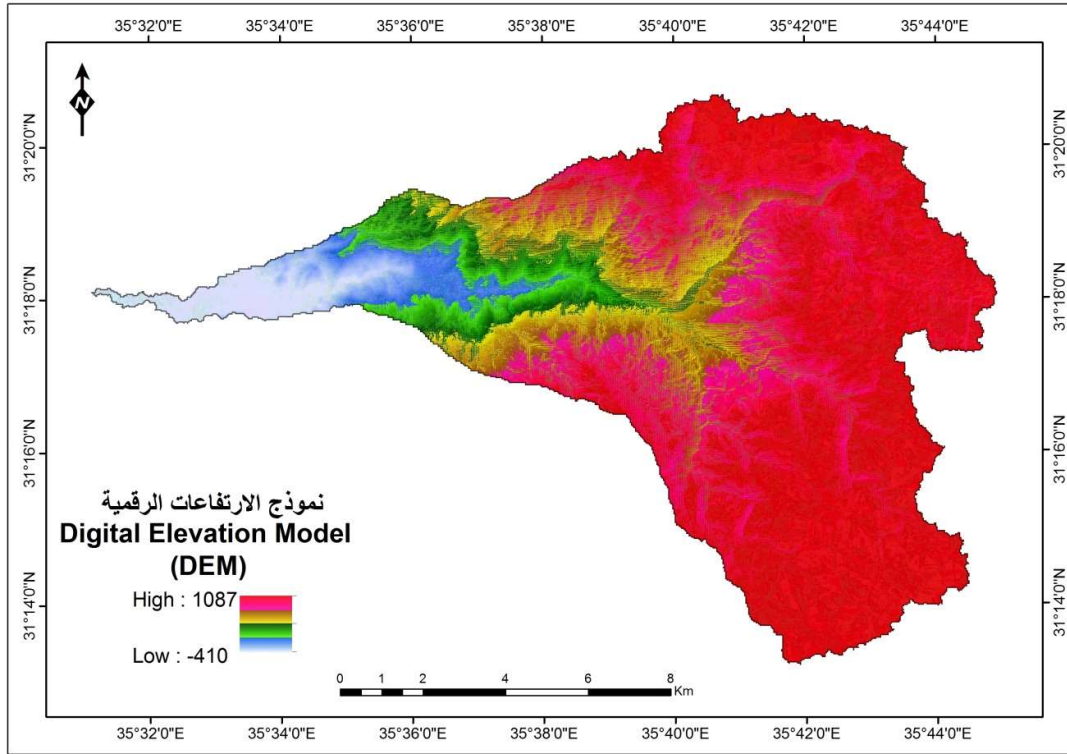 35°32'0"E 35°34'0"E 35°36'0"E 35°38'0"E 35°40'0"E 35°42'0"E 35°44'0"E
N
31°20'0"N 31°20'0"N
31°18'0"N 31°18'0"N
31°16'0"N 31°16'0"N
31°14'0"N 31°14'0"N
نموذج الارتفاعات الرقمية
Digital Elevation Model
(DEM)
High : 1087
Low : -410
0 1 2 4 6 8
Km
35°32'0"E 35°34'0"E 35°36'0"E 35°38'0"E 35°40'0"E 35°42'0"E 35°44'0"E